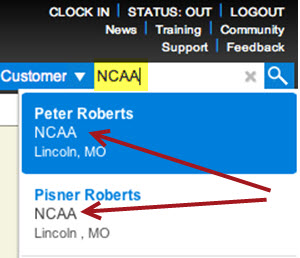 CLOCK IN | STATUS: OUT | LOGOUT
News | Training | Community
Support | Feedback
Customer ▼ NCAA
Peter Roberts
NCAA
Lincoln, MO
Pisner Roberts
NCAA
Lincoln , MO